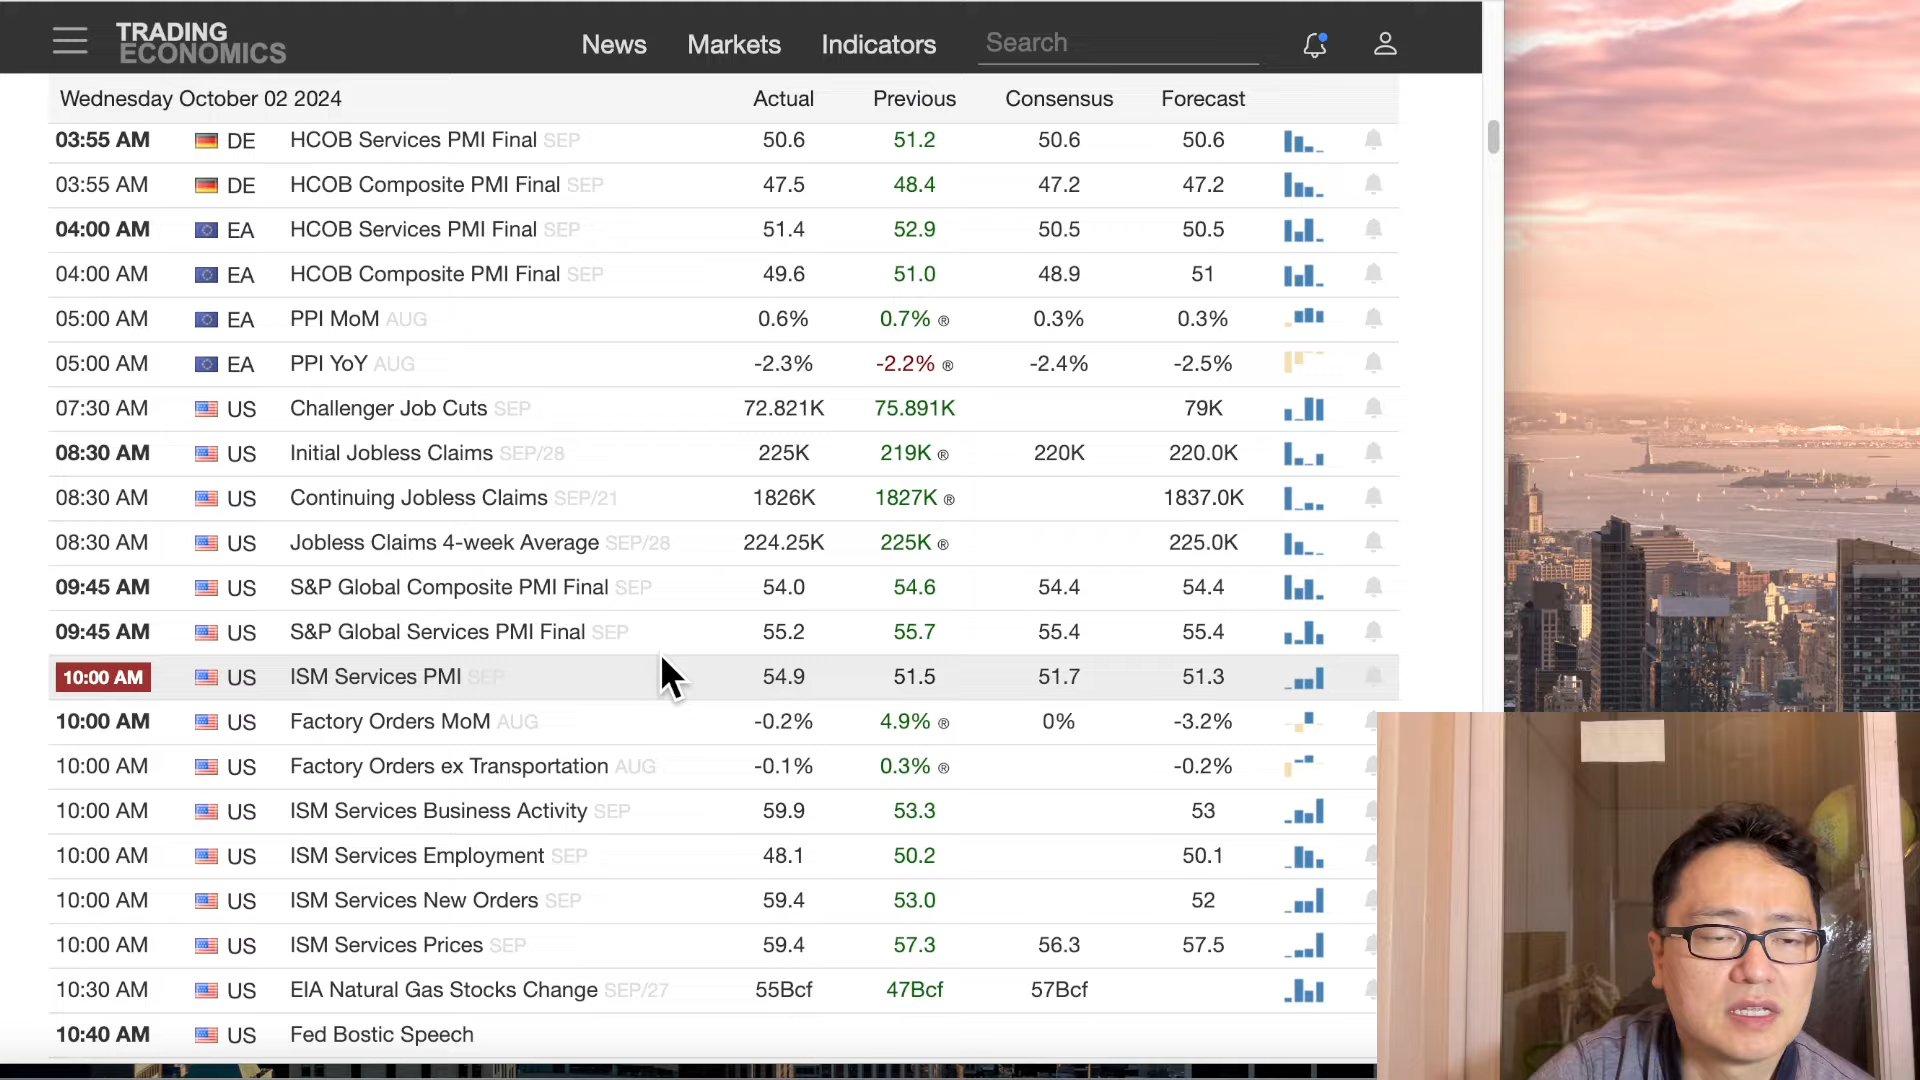 TRADING
ECONOMICS
News Markets Indicators Search
Wednesday October 02 2024 Actual Previous Consensus Forecast
03:55 AM DE HCOB Services PMI Final SEP 50.6 51.2 50.6 50.6
03:55 AM DE HCOB Composite PMI Final SEP 47.5 48.4 47.2 47.2
04:00 AM EA HCOB Services PMI Final SEP 51.4 52.9 50.5 50.5
04:00 AM EA HCOB Composite PMI Final SEP 49.6 51.0 48.9 51
05:00 AM EA PPI MoM AUG 0.6% 0.7% ® 0.3% 0.3%
05:00 AM EA PPI YoY AUG -2.3% -2.2% ® -2.4% -2.5%
07:30 AM US Challenger Job Cuts SEP 72.821K 75.891K 79K
08:30 AM US Initial Jobless Claims SEP/28 225K 219K ® 220K 220.0K
08:30 AM US Continuing Jobless Claims SEP/21 1826K 1827K ® 1837.0K
08:30 AM US Jobless Claims 4-week Average SEP/28 224.25K 225K ® 225.0K
09:45 AM US S&P Global Composite PMI Final SEP 54.0 54.6 54.4 54.4
09:45 AM US S&P Global Services PMI Final SEP 55.2 55.7 55.4 55.4
10:00 AM US ISM Services PMI SEP 54.9 51.5 51.7 51.3
10:00 AM US Factory Orders MoM AUG -0.2% 4.9% ® 0% -3.2%
10:00 AM US Factory Orders ex Transportation AUG -0.1% 0.3% ® -0.2%
10:00 AM US ISM Services Business Activity SEP 59.9 53.3 53
10:00 AM US ISM Services Employment SEP 48.1 50.2 50.1
10:00 AM US ISM Services New Orders SEP 59.4 53.0 52
10:00 AM US ISM Services Prices SEP 59.4 57.3 56.3 57.5
10:30 AM US EIA Natural Gas Stocks Change SEP/27 55Bcf 47Bcf 57Bcf
10:40 AM US Fed Bostic Speech